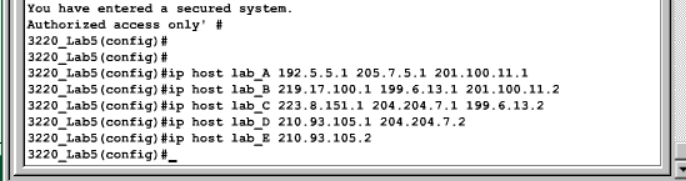 You have entered a secured system.
Authorized access only' #
3220_Lab5(config)#
3220_Lab5(config)#
3220_Lab5(config)#ip host lab_A 192.5.5.1 205.7.5.1 201.100.11.1
3220_Lab5(config)#ip host lab_B 219.17.100.1 199.6.13.1 201.100.11.2
3220_Lab5(config)#ip host lab_C 223.8.151.1 204.204.7.1 199.6.13.2
3220_Lab5(config)#ip host lab_D 210.93.105.1 204.204.7.2
3220_Lab5(config)#ip host lab_E 210.93.105.2
3220_Lab5(config)#_